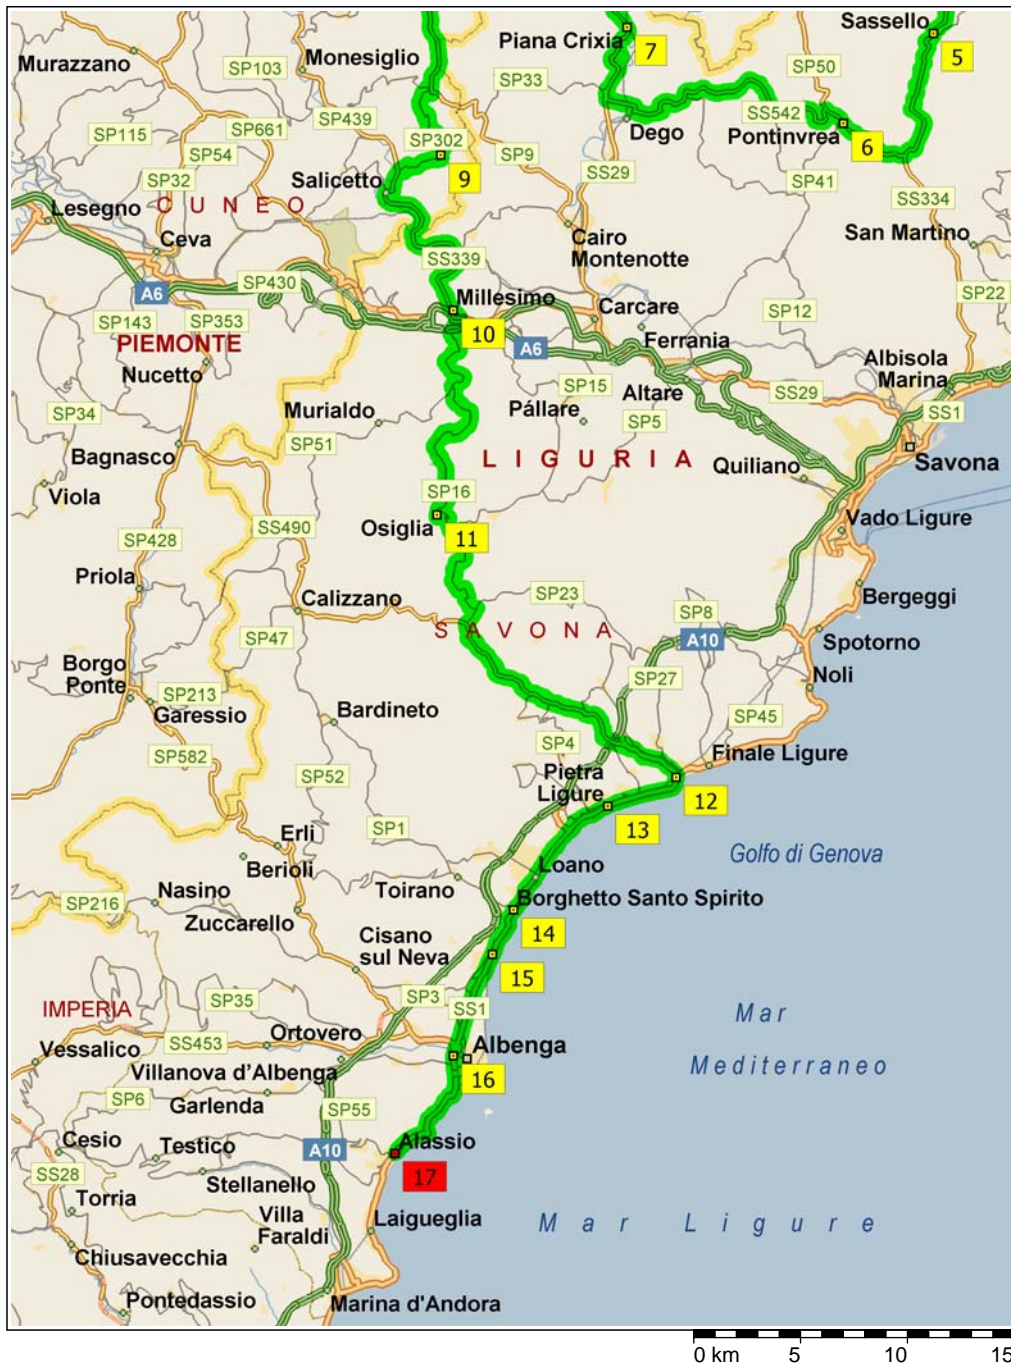 Sassello
Piana Crixia
7
5
Murazzano
Monesiglio
SP103
SP33
SP50
SP439
SP115
SP661
SS542
Dego
Pontinvrea
6
SP302
SP54
SP9
SP32
9
SS29
SP41
Salicetto
SS334
Lesegno
CUNEO
Ceva
Cairo
Montenotte
San Martino
SS339
SP430
A6
SP22
Millesimo
Carcare
SP12
SP143
SP353
10
PIEMONTE
A6
Ferrania
Nucetto
Albisola
Marina
SP15
Altare
SS29
SP34
Murialdo
Pállare
SP5
SS1
SP51
Bagnasco
LIGURIA
Quiliano
Savona
Viola
SP16
Osiglia
SS490
11
Vado Ligure
SP428
Priola
SP23
Bergeggi
Calizzano
SP8
SAVONA
SP47
A10
Spotorno
Borgo
Ponte
SP27
Noli
SP213
Garessio
Bardineto
SP45
SP582
SP4
Finale Ligure
SP52
Pietra
Ligure
12
13
SP1
Erli
Golfo di Genova
Berioli
Loano
Nasino
Toirano
SP216
Borghetto Santo Spirito
Zuccarello
14
Cisano
sul Neva
15
SP35
SP3
IMPERIA
SS1
Mar
Ortovero
SS453
Albenga
Vessalico
Villanova d'Albenga
Mediterraneo
16
SP6
Garlenda
SP55
Cesio
Testico
A10
Alassio
SS28
17
Stellanello
Torria
Villa
Faraldi
Laigueglia
Mar Ligure
Chiusavecchia
Pontedassio
Marina d'Andora
0 km
5
10
15